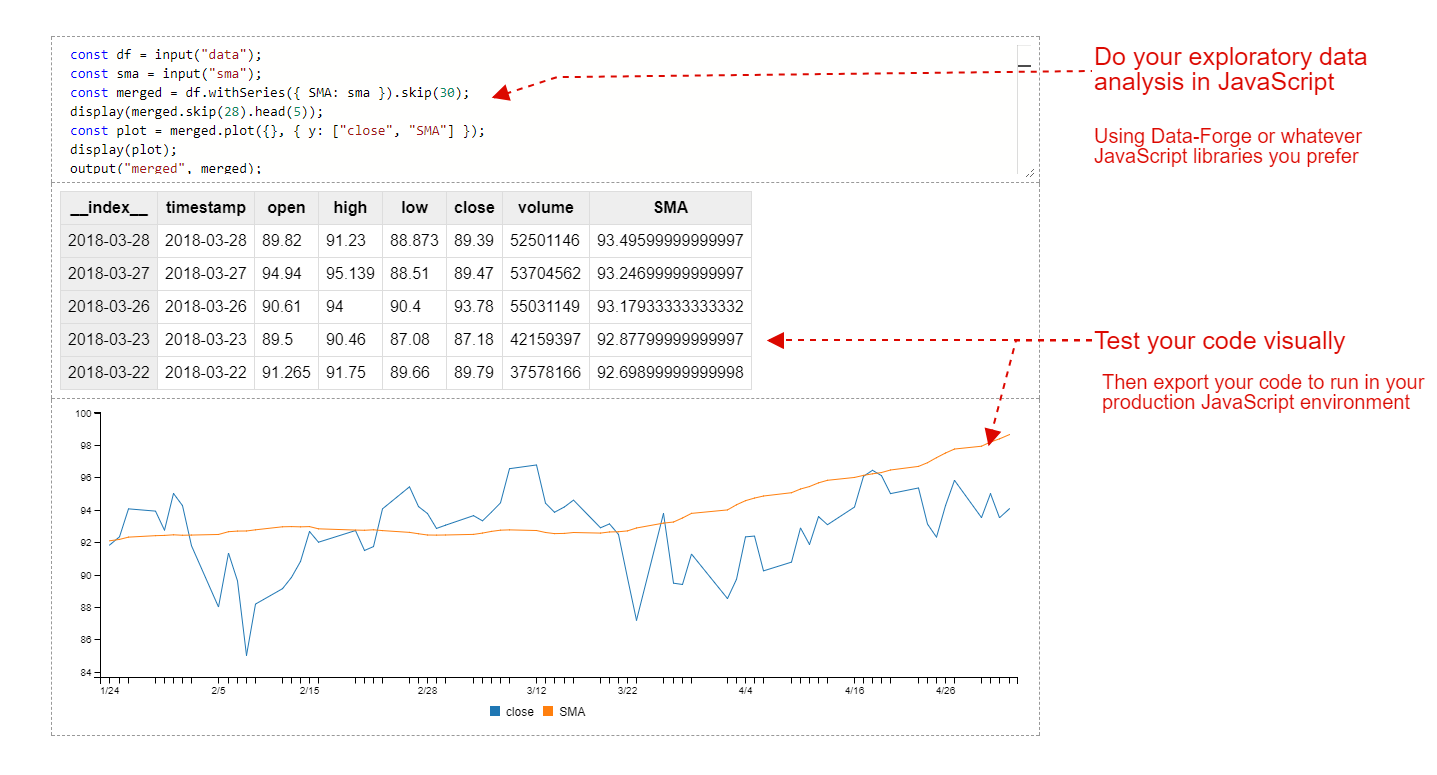 const df = input("data");
const sma = input("sma");
const merged = df.withSeries({ SMA: sma }).skip(30);
display(merged.skip(28).head(5));
const plot = merged.plot({}, { y: ["close", "SMA"] });
display(plot);
output("merged", merged);
Do your exploratory data
analysis in JavaScript
Using Data-Forge or whatever
JavaScript libraries you prefer
__index__ timestamp open high low close volume SMA
2018-03-28 2018-03-28 89.82 91.23 88.873 89.39 52501146 93.49599999999997
2018-03-27 2018-03-27 94.94 95.139 88.51 89.47 53704562 93.24699999999997
2018-03-26 2018-03-26 90.61 94 90.4 93.78 55031149 93.17933333333332
2018-03-23 2018-03-23 89.5 90.46 87.08 87.18 42159397 92.87799999999997
2018-03-22 2018-03-22 91.265 91.75 89.66 89.79 37578166 92.69899999999998
Test your code visually
Then export your code to run in your
production JavaScript environment
100
98
96
94
92
90
88
86
84
1/24 2/5 2/15 2/28 3/12 3/22 4/4 4/16 4/26
close SMA